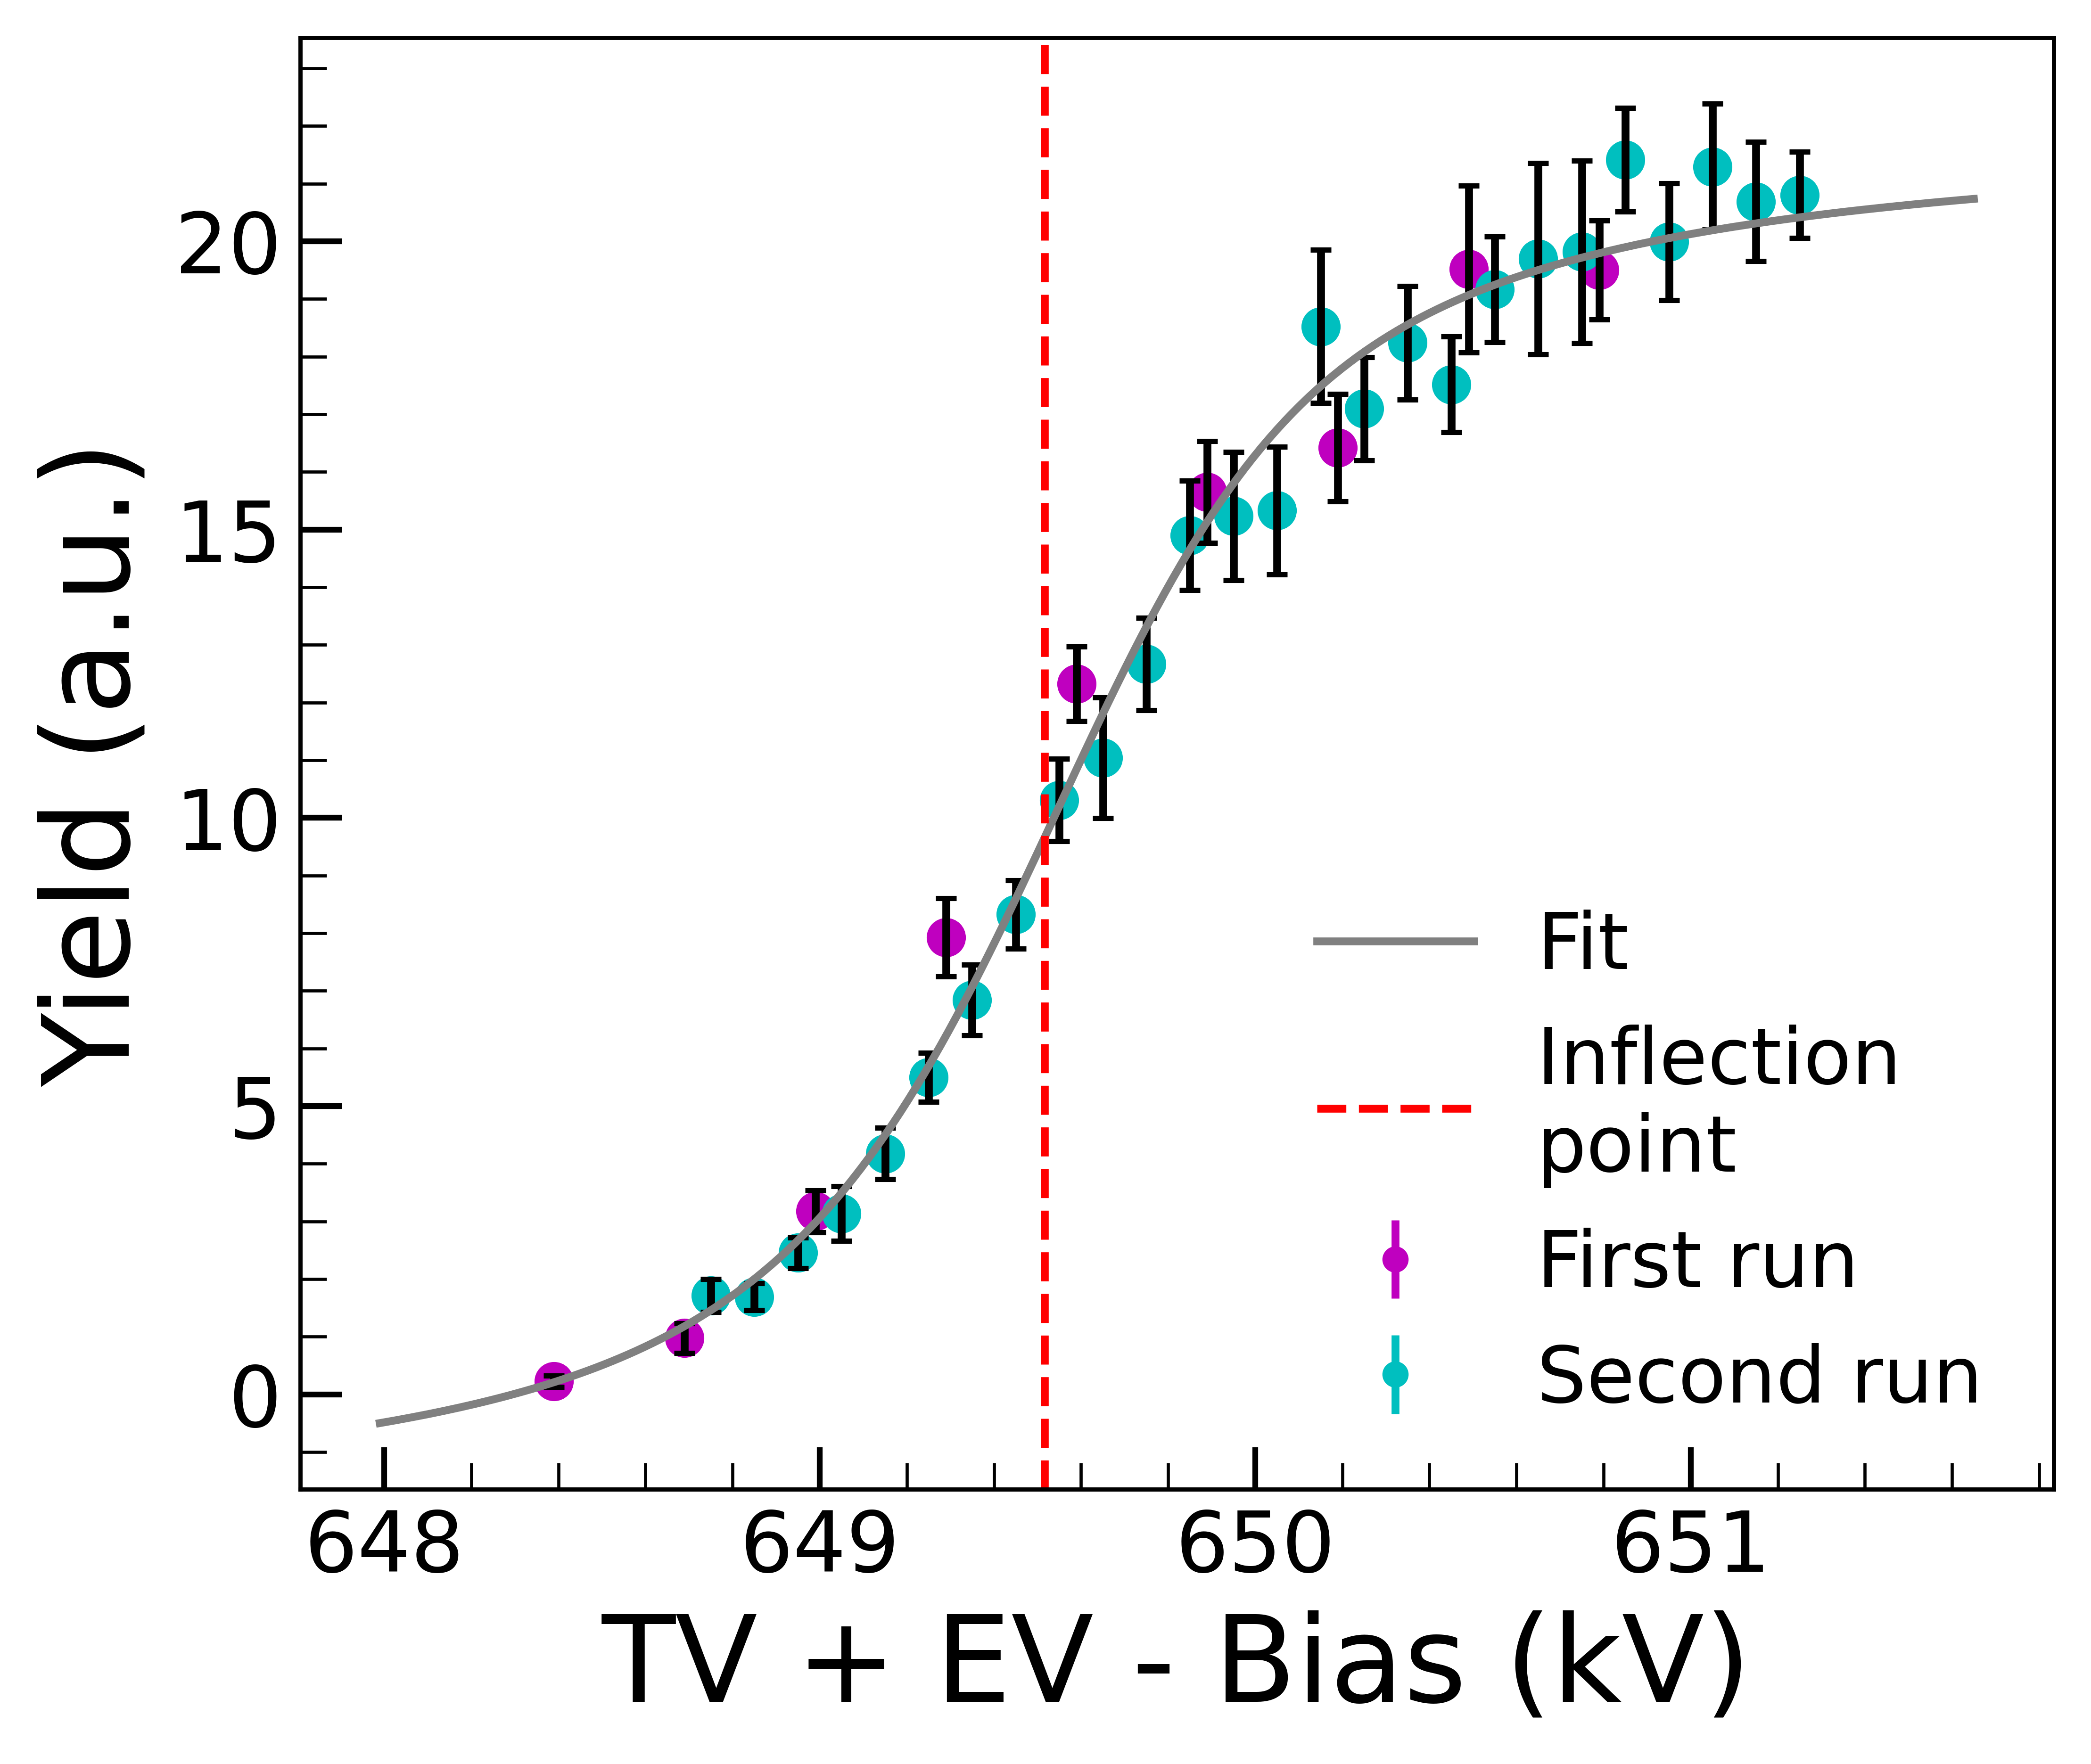 Yield (a.u.)
20
15
10
5
0
Fit
Inflection
point
First run
Second run
648 649 650 651
TV + EV - Bias (kV)